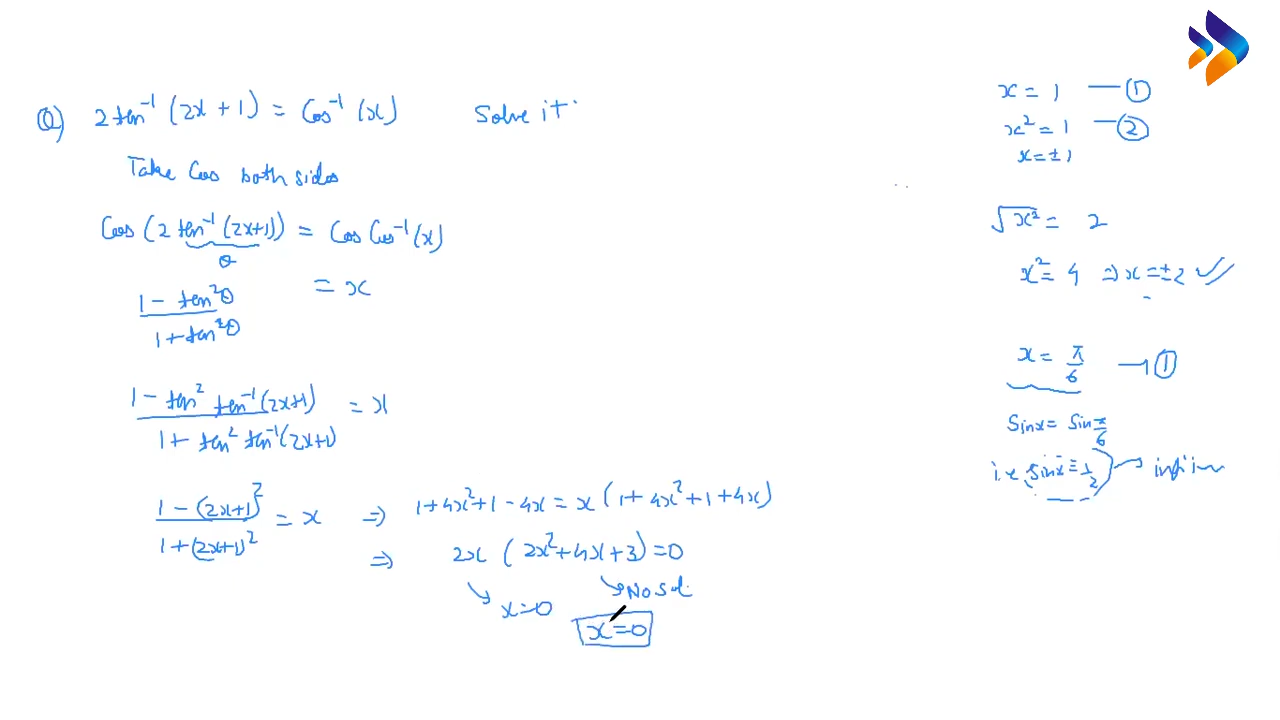 Q) 2 tan⁻¹ (2x + 1) = Cos⁻¹ (x) Solve it.
Take Cos both sides
Cos (2 tan⁻¹ (2x+1)) = Cos Cos⁻¹ (x)
θ
1 - tan²θ / 1 + tan²θ = x
1 - tan² tan⁻¹ (2x+1) / 1 + tan² tan⁻¹ (2x+1) = x
1 - (2x+1)² / 1 + (2x+1)² = x ⇒ 1+4x²+1-4x = x (1+4x²+1+4x)
⇒ 2x (2x²+4x+3) = 0
x=0 No sol.
x=0
x = 1 — ①
x² = 1 — ②
x = ±1
√x² = 2
x² = 4 ⇒ x = ±2 ✓
x = π/6 — ①
Sinx = Sin π/6
i.e. Sinx = 1/2 →